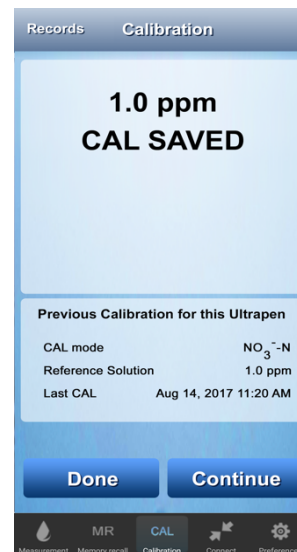 Records Calibration
1.0 ppm
CAL SAVED
Previous Calibration for this Ultrapen
CAL mode NO₃⁻-N
Reference Solution 1.0 ppm
Last CAL Aug 14, 2017 11:20 AM
Done Continue
MR CAL
Measurement Memory recall Calibration Connect Preference